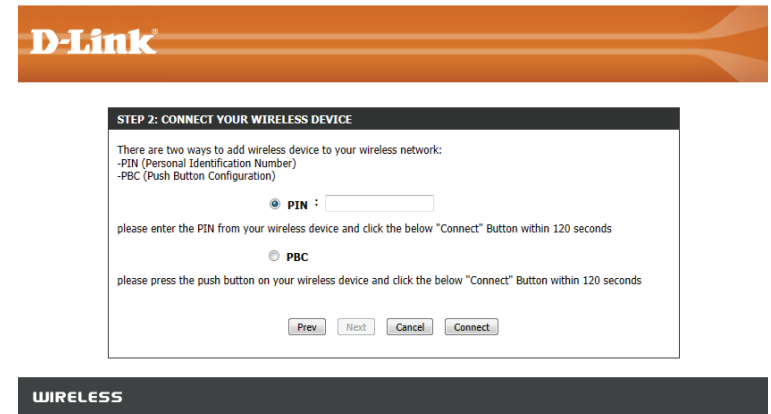 D-Link
STEP 2: CONNECT YOUR WIRELESS DEVICE
There are two ways to add wireless device to your wireless network:
-PIN (Personal Identification Number)
-PBC (Push Button Configuration)
PIN :
please enter the PIN from your wireless device and click the below "Connect" Button within 120 seconds
PBC
please press the push button on your wireless device and click the below "Connect" Button within 120 seconds
Prev Next Cancel Connect
WIRELESS